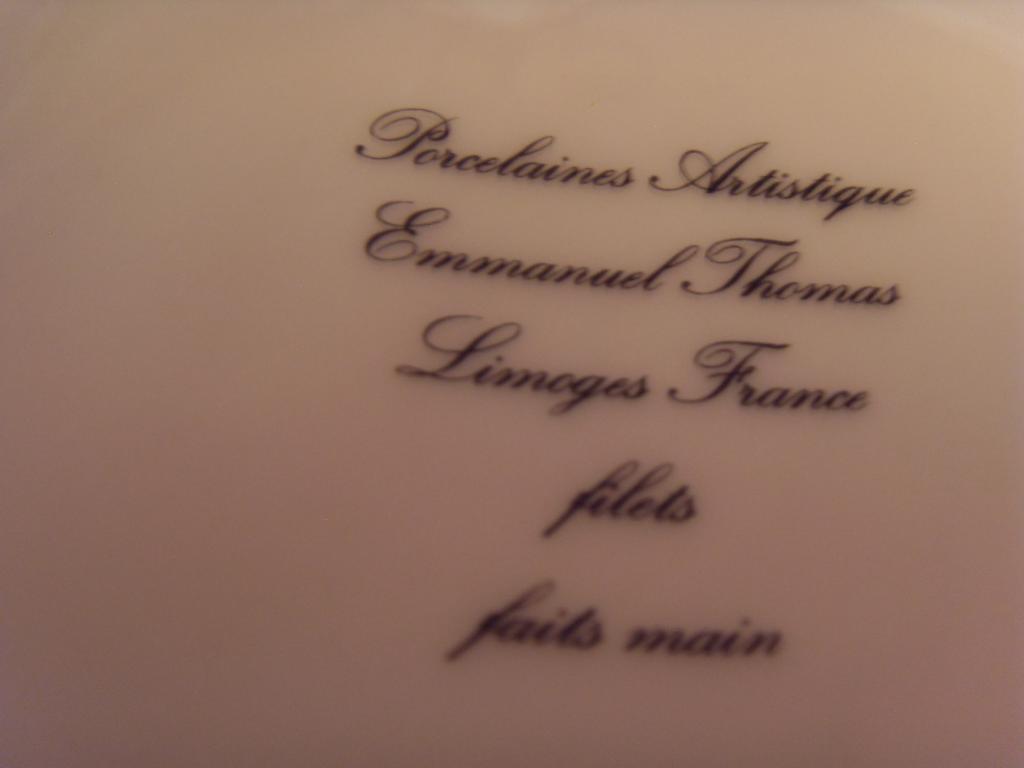 Porcelaines Artistique
Emmanuel Thomas
Limoges France
filets
faits main